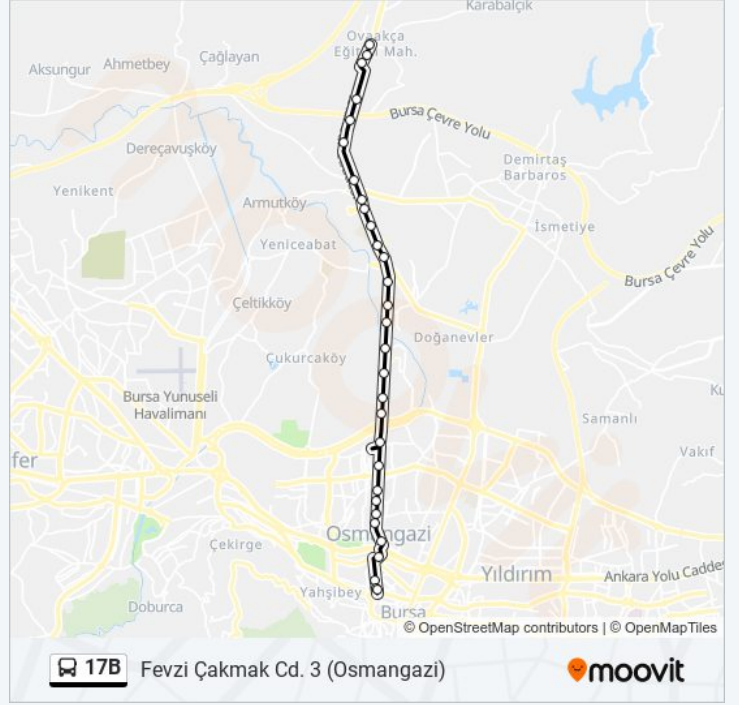 Karabalçık
Ovaakça
Eğitim Mah.
Çağlayan
Ahmetbey
Aksungur
Bursa Çevre Yolu
Dereçavuşköy
Demirtaş
Barbaros
Yenikent
Armutköy
İsmetiye
Yeniceabat
Bursa Çevre Yolu
Çeltikköy
Doğanevler
Çukurcaköy
Bursa Yunuseli
Havalimanı
Samanlı
Vakıf
fer
Osmangazi
Çekirge
Yıldırım
Ankara Yolu Cadde
Yahşibey
Doburca
Bursa
© OpenStreetMap contributors | © OpenMapTiles
17B Fevzi Çakmak Cd. 3 (Osmangazi)
moovit